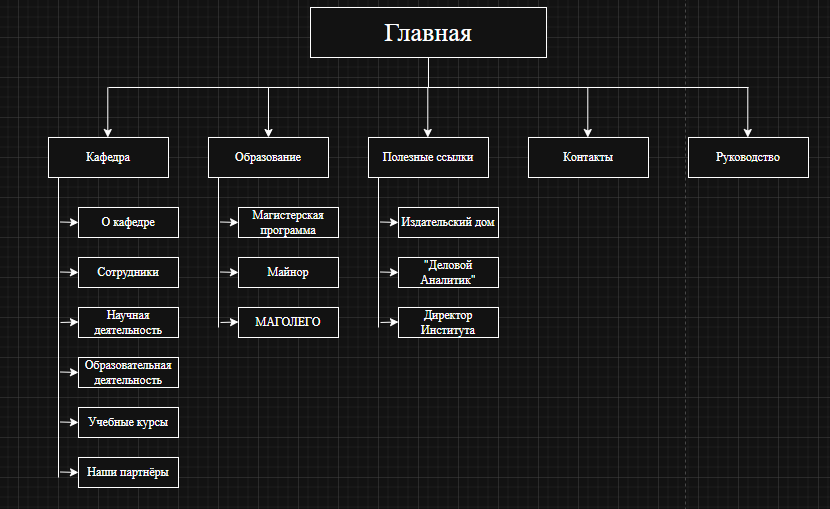 Главная
Кафедра
Образование
Полезные ссылки
Контакты
Руководство
О кафедре
Сотрудники
Научная
деятельность
Образовательная
деятельность
Учебные курсы
Наши партнёры
Магистерская
программа
Майнор
МАГОЛЕГО
Издательский дом
"Деловой
Аналитик"
Директор
Института